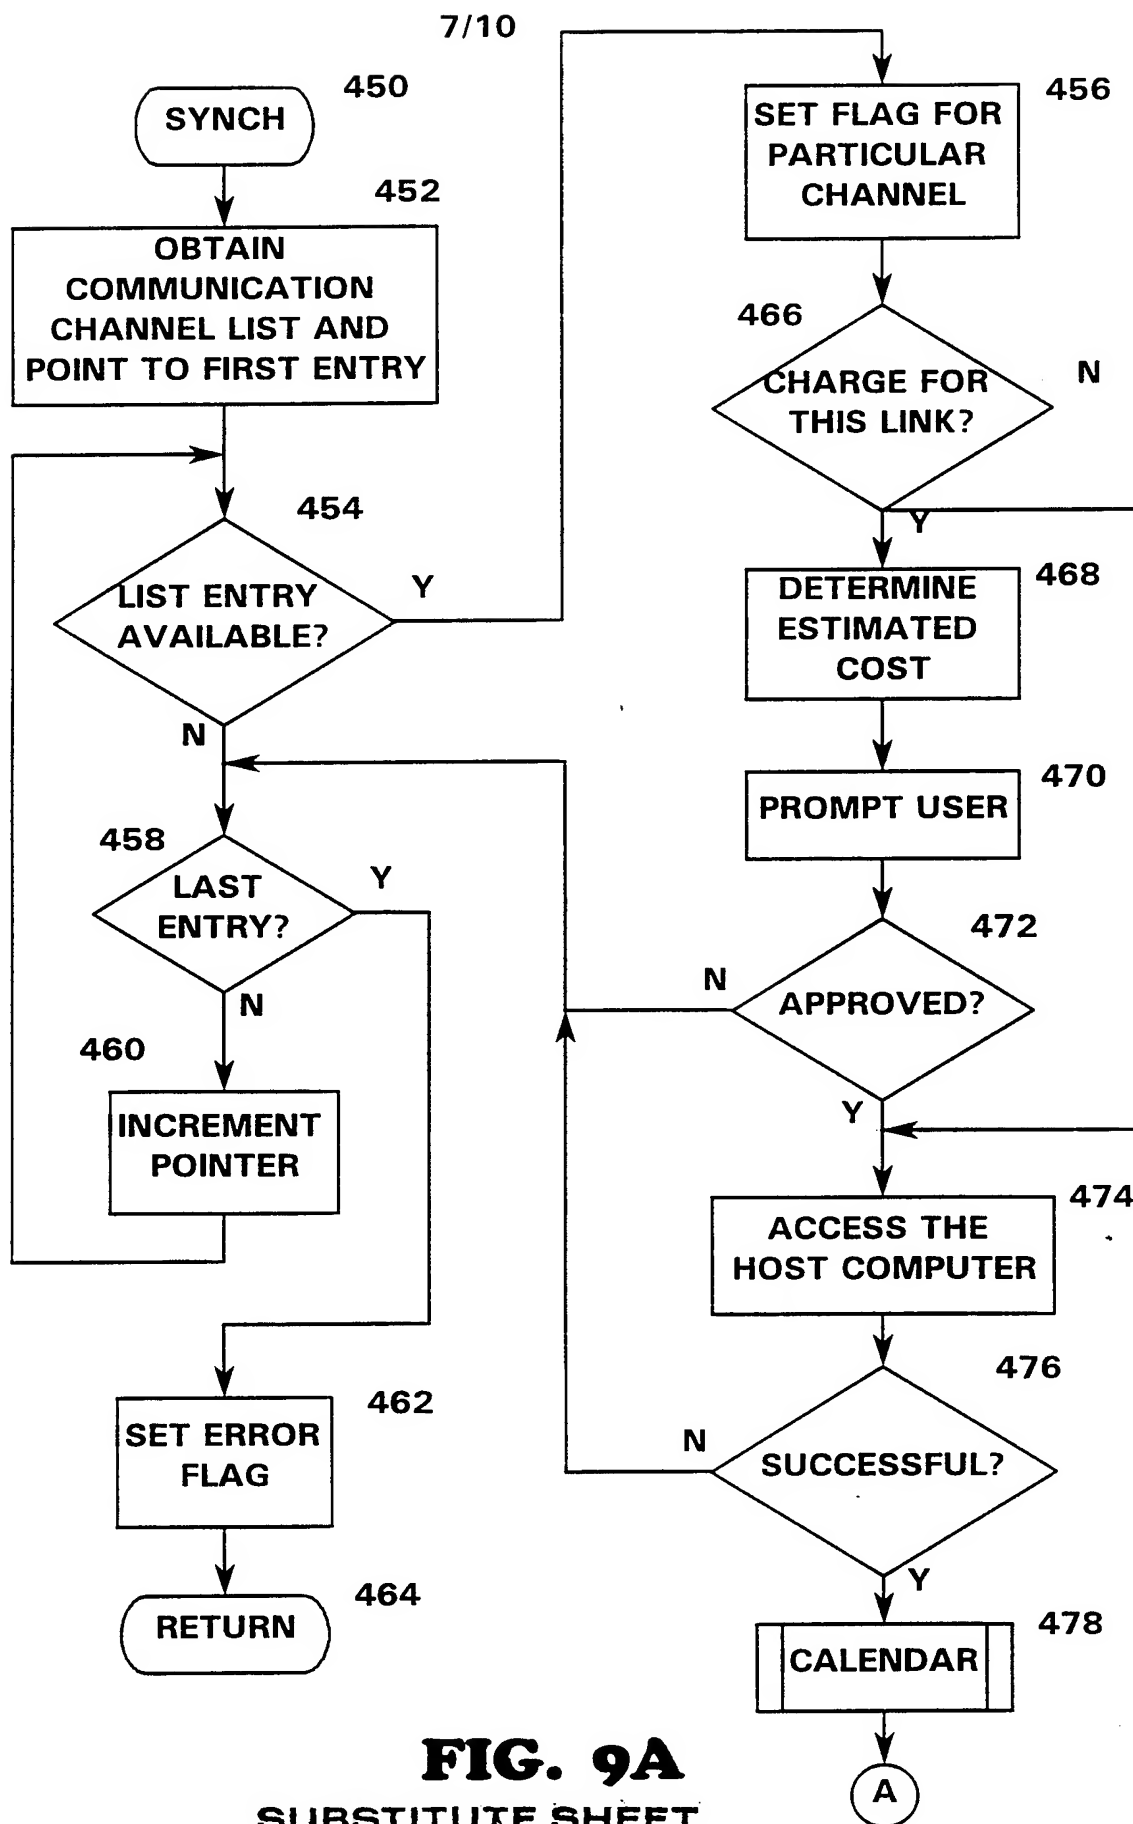 7/10
450
SYNCH
452
OBTAIN
COMMUNICATION
CHANNEL LIST AND
POINT TO FIRST ENTRY
454
LIST ENTRY
AVAILABLE?
Y
N
458
LAST
ENTRY?
Y
N
460
INCREMENT
POINTER
462
SET ERROR
FLAG
464
RETURN
456
SET FLAG FOR
PARTICULAR
CHANNEL
466
CHARGE FOR
THIS LINK?
N
Y
468
DETERMINE
ESTIMATED
COST
470
PROMPT USER
472
APPROVED?
N
Y
474
ACCESS THE
HOST COMPUTER
476
SUCCESSFUL?
N
Y
478
CALENDAR
A
FIG. 9A
SUBSTITUTE SHEET